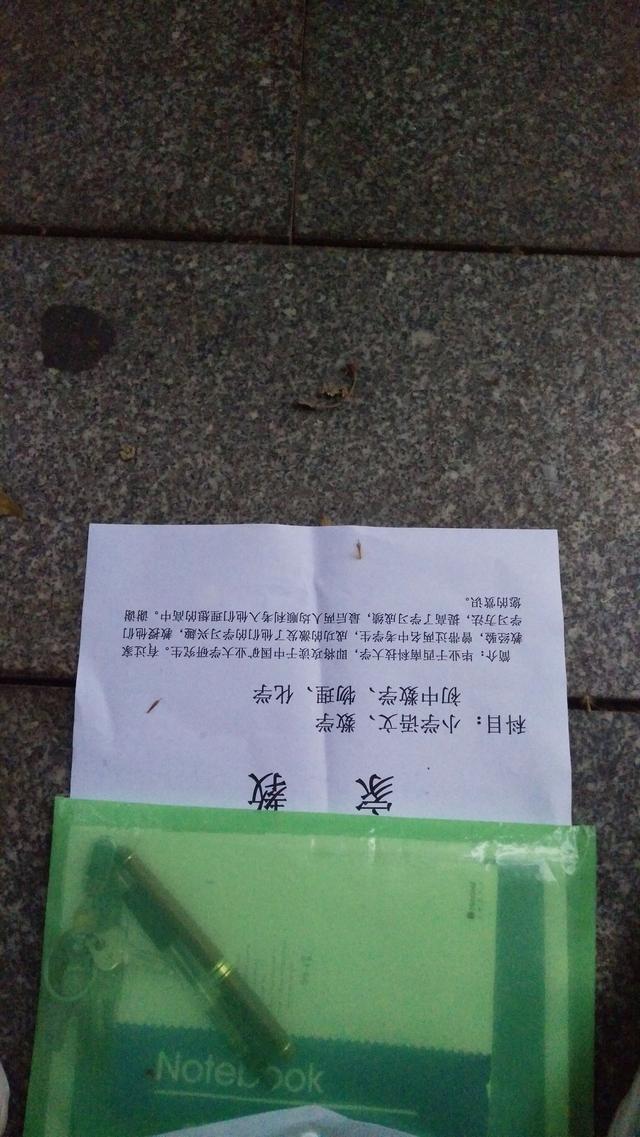 家 教
科目：小学语文、数学
初中数学、物理、化学
简介：毕业于西南科技大学，即将攻读于中国矿业大学研究生。有过家
教经验，曾带过两名中考学生，成功的激发了他们的学习兴趣，教授他们
学习方法，提高了学习成绩，最后两人均顺利考入他们理想的高中。谢谢
您的赏识。
Notebook